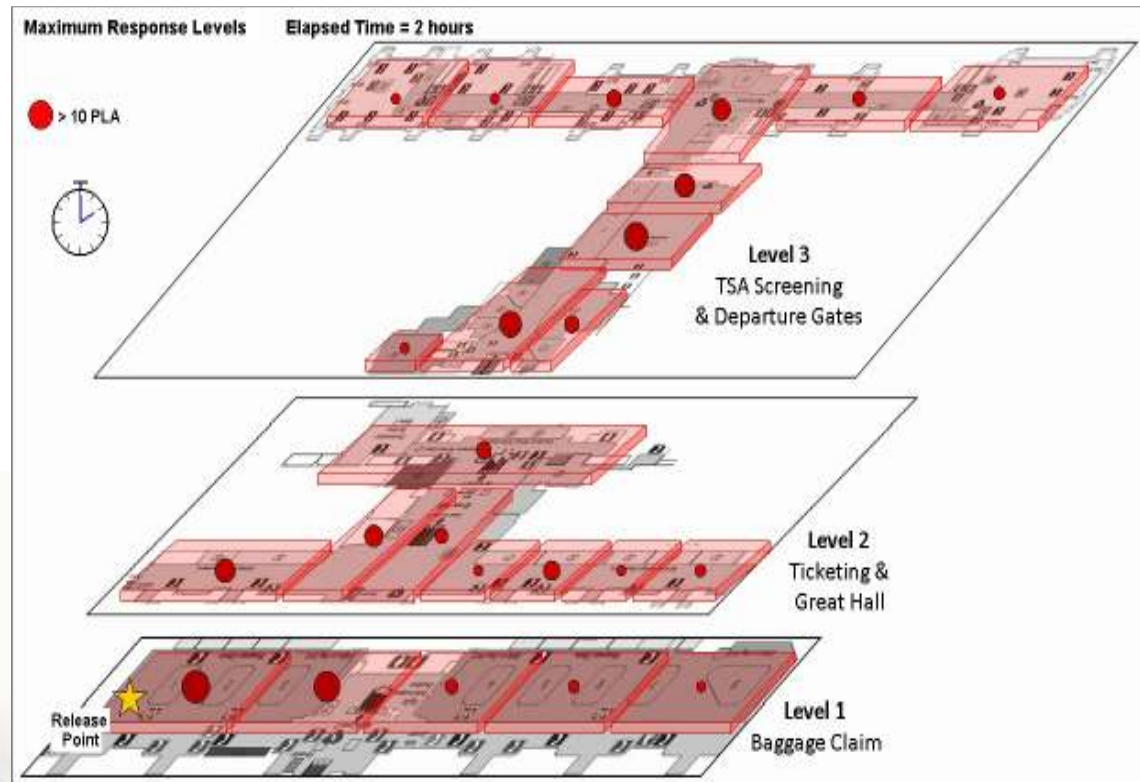 Maximum Response Levels Elapsed Time = 2 hours
> 10 PLA
Level 3
TSA Screening
& Departure Gates
Level 2
Ticketing &
Great Hall
Release
Point
Level 1
Baggage Claim